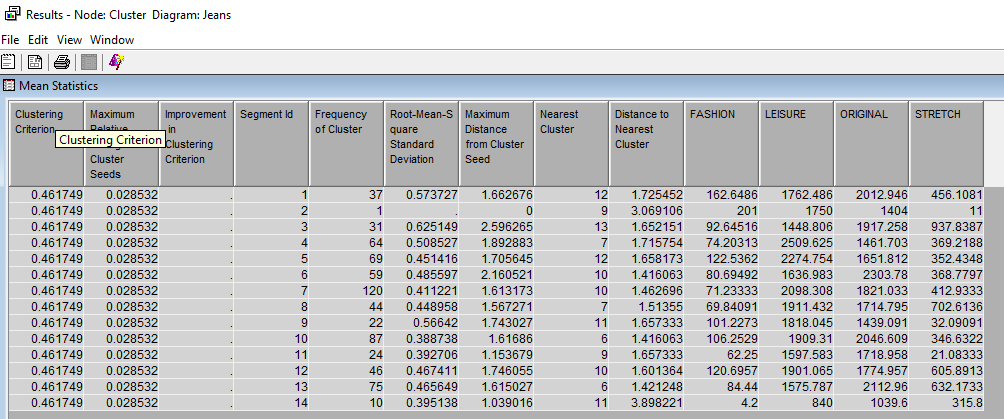 Results - Node: Cluster Diagram: Jeans
File Edit View Window
Mean Statistics
Clustering Maximum Improvement Segment Id Frequency Root-Mean-S Maximum Nearest Distance to FASHION LEISURE ORIGINAL STRETCH
Criterion in of Cluster quare Distance Cluster Nearest
Clustering Criterion
Clustering Standard from Cluster Cluster
Cluster Criterion Deviation Seed
Seeds
0.461749 0.028532 . 1 37 0.573727 1.662676 12 1.725452 162.6486 1762.486 2012.946 456.1081
0.461749 0.028532 . 2 1 . 0 9 3.069106 201 1750 1404 11
0.461749 0.028532 . 3 31 0.625149 2.596265 13 1.652151 92.64516 1448.806 1917.258 937.8387
0.461749 0.028532 . 4 64 0.508527 1.892883 7 1.715754 74.20313 2509.625 1461.703 369.2188
0.461749 0.028532 . 5 69 0.451416 1.705645 12 1.658173 122.5362 2274.754 1651.812 352.4348
0.461749 0.028532 . 6 59 0.485597 2.160521 10 1.416063 80.69492 1636.983 2303.78 368.7797
0.461749 0.028532 . 7 120 0.411221 1.613173 10 1.462696 71.23333 2098.308 1821.033 412.9333
0.461749 0.028532 . 8 44 0.448958 1.567271 7 1.51355 69.84091 1911.432 1714.795 702.6136
0.461749 0.028532 . 9 22 0.56642 1.743027 11 1.657333 101.2273 1818.045 1439.091 32.09091
0.461749 0.028532 . 10 87 0.388738 1.61686 6 1.416063 106.2529 1909.31 2046.609 346.6322
0.461749 0.028532 . 11 24 0.392706 1.153679 9 1.657333 62.25 1597.583 1718.958 21.08333
0.461749 0.028532 . 12 46 0.467411 1.746055 10 1.601364 120.6957 1901.065 1774.957 605.8913
0.461749 0.028532 . 13 75 0.465649 1.615027 6 1.421248 84.44 1575.787 2112.96 632.1733
0.461749 0.028532 . 14 10 0.395138 1.039016 11 3.898221 4.2 840 1039.6 315.8